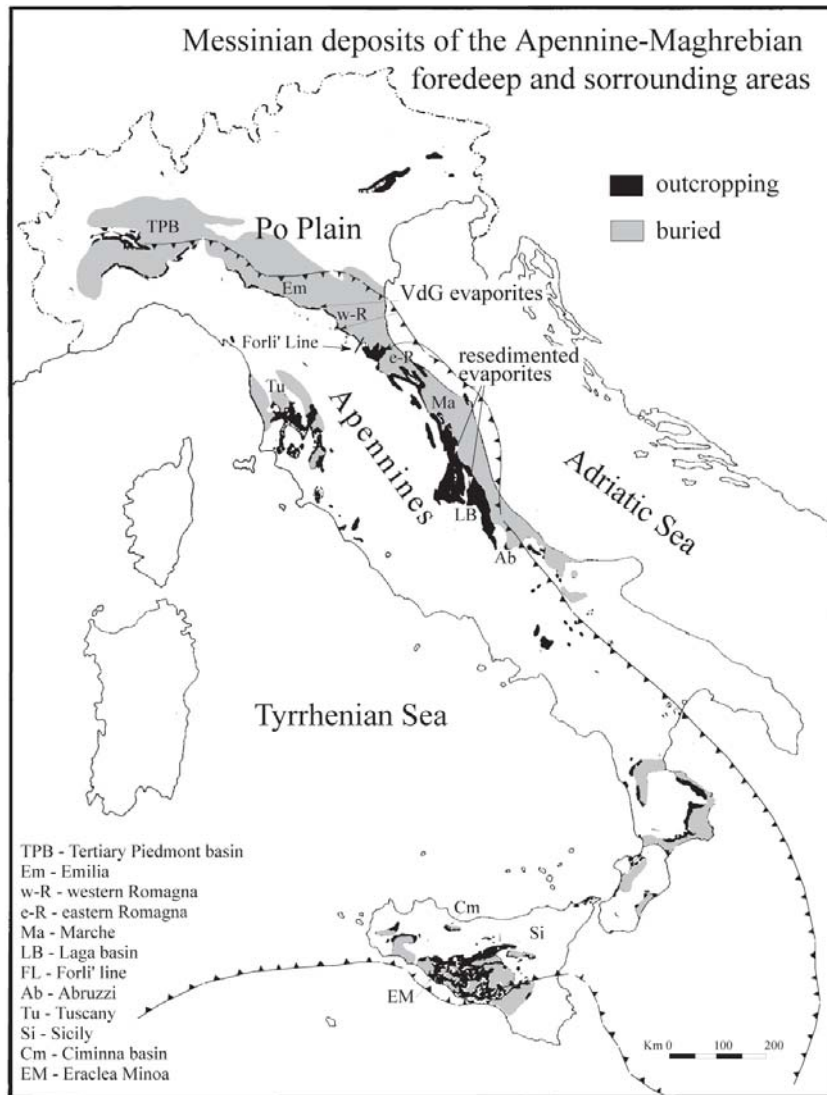 Messinian deposits of the Apennine-Maghrebian
foredeep and sorrounding areas
outcropping
buried
TPB
Po Plain
Em
VdG evaporites
w-R
Forli' Line
e-R
resedimented
evaporites
Tu
Ma
Apennines
Adriatic Sea
LB
Ab
Tyrrhenian Sea
TPB - Tertiary Piedmont basin
Em - Emilia
w-R - western Romagna
e-R - eastern Romagna
Ma - Marche
LB - Laga basin
FL - Forli' line
Ab - Abruzzi
Tu - Tuscany
Si - Sicily
Cm - Ciminna basin
EM - Eraclea Minoa
Cm
Si
EM
Km 0 100 200